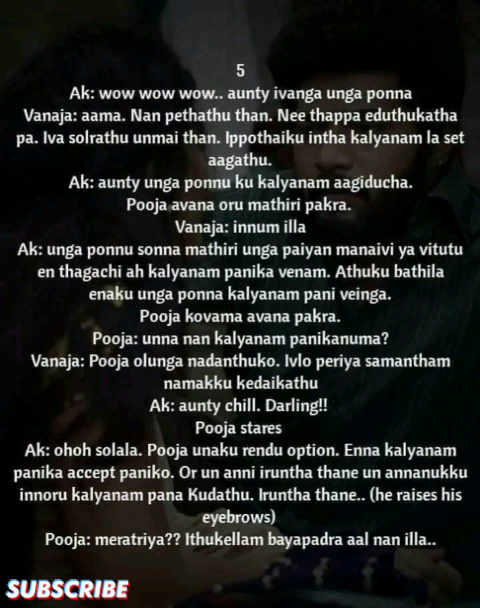 5
Ak: wow wow wow.. aunty ivanga unga ponna
Vanaja: aama. Nan pethathu than. Nee thappa eduthukatha
pa. Iva solrathu unmai than. Ippothaiku intha kalyanam la set
aagathu.
Ak: aunty unga ponnu ku kalyanam aagiducha.
Pooja avana oru mathiri pakra.
Vanaja: innum illa
Ak: unga ponnu sonna mathiri unga paiyan manaivi ya vitutu
en thagachi ah kalyanam panika venam. Athuku bathila
enaku unga ponna kalyanam pani veinga.
Pooja kovama avana pakra.
Pooja: unna nan kalyanam panikanuma?
Vanaja: Pooja olunga nadanthuko. Ivlo periya samantham
namakku kedaikathu
Ak: aunty chill. Darling!!
Pooja stares
Ak: ohoh solala. Pooja unaku rendu option. Enna kalyanam
panika accept paniko. Or un anni iruntha thane un annanukku
innoru kalyanam pana Kudathu. Iruntha thane.. (he raises his
eyebrows)
Pooja: meratriya?? Ithukellam bayapadra aal nan illa..
SUBSCRIBE